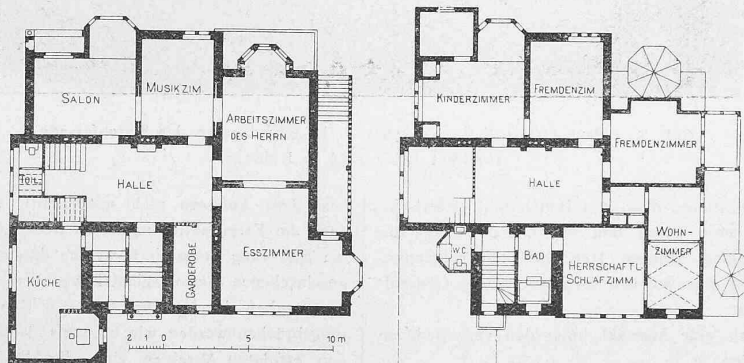 SALON
MUSIKZIM.
ARBEITSZIMMER
DES HERRN
TOIL.
HALLE
KÜCHE
GARDEROBE
ESSZIMMER
2 1 0 5 10 m
KINDERZIMMER
FREMDENZIM
FREMDENZIMMER
HALLE
W.C.
BAD
HERRSCHAFTL.
SCHLAFZIMM.
WOHN-
ZIMMER